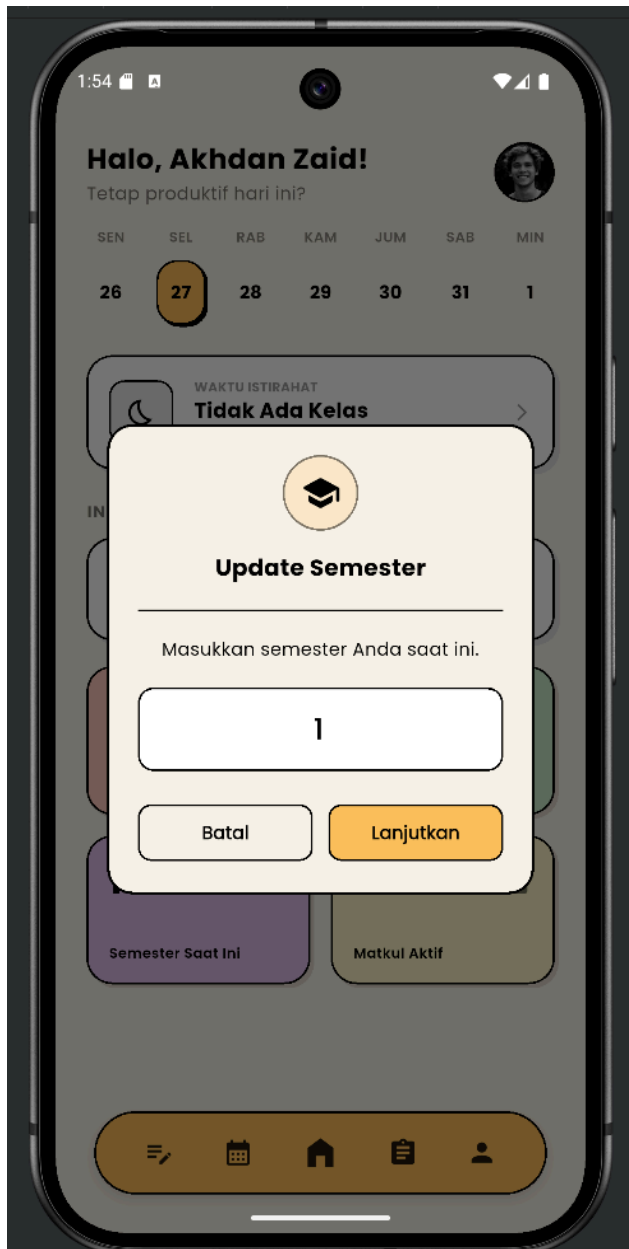 1:54
Halo, Akhdan Zaid!
Tetap produktif hari ini?
SEN SEL RAB KAM JUM SAB MIN
26 27 28 29 30 31 1
WAKTU ISTIRAHAT
Tidak Ada Kelas
IN
Update Semester
Masukkan semester Anda saat ini.
1
Batal Lanjutkan
Semester Saat Ini Matkul Aktif